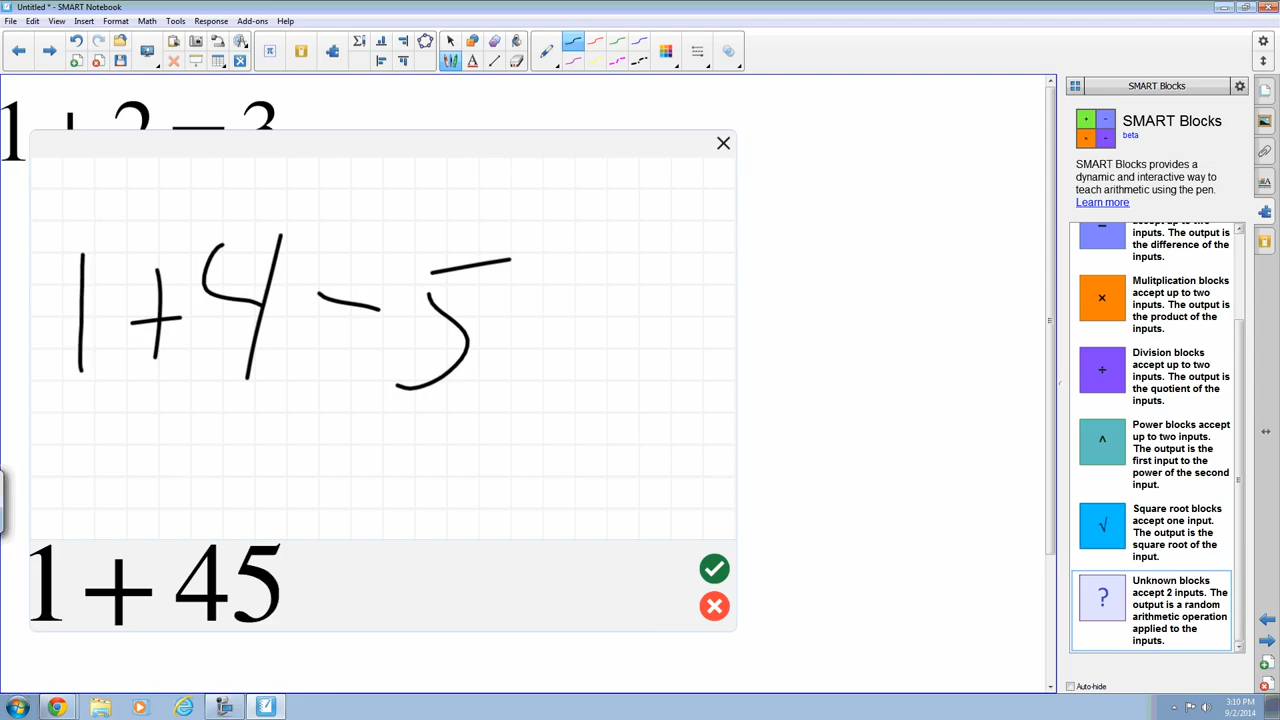 Untitled * - SMART Notebook
File Edit View Insert Format Math Tools Response Add-ons Help
1 + 2 = 3
1 + 4 - 5
1 + 45
SMART Blocks
SMART Blocks
beta
SMART Blocks provides a
dynamic and interactive way to
teach arithmetic using the pen.
Learn more
inputs. The output is
the difference of the
inputs.
Mulitplication blocks
accept up to two
inputs. The output is
the product of the
inputs.
Division blocks
accept up to two
inputs. The output is
the quotient of the
inputs.
Power blocks accept
up to two inputs.
The output is the
first input to the
power of the second
input.
Square root blocks
accept one input.
The output is the
square root of the
input.
Unknown blocks
accept 2 inputs. The
output is a random
arithmetic operation
applied to the
inputs.
Auto-hide
3:10 PM
9/2/2014